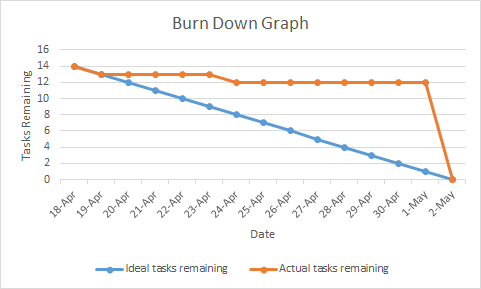 Burn Down Graph
Tasks Remaining
16
14
12
10
8
6
4
2
0
18-Apr
19-Apr
20-Apr
21-Apr
22-Apr
23-Apr
24-Apr
25-Apr
26-Apr
27-Apr
28-Apr
29-Apr
30-Apr
1-May
2-May
Date
Ideal tasks remaining
Actual tasks remaining